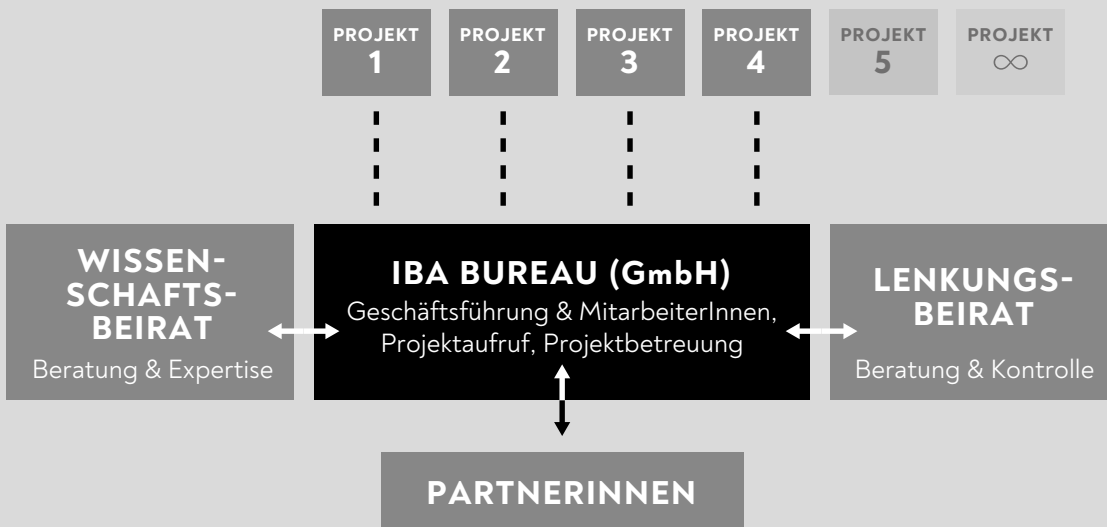 PROJEKT
1
PROJEKT
2
PROJEKT
3
PROJEKT
4
PROJEKT
5
PROJEKT
∞
WISSEN-
SCHAFTS-
BEIRAT
Beratung & Expertise
IBA BUREAU (GmbH)
Geschäftsführung & MitarbeiterInnen,
Projektaufruf, Projektbetreuung
LENKUNGS-
BEIRAT
Beratung & Kontrolle
PARTNERINNEN